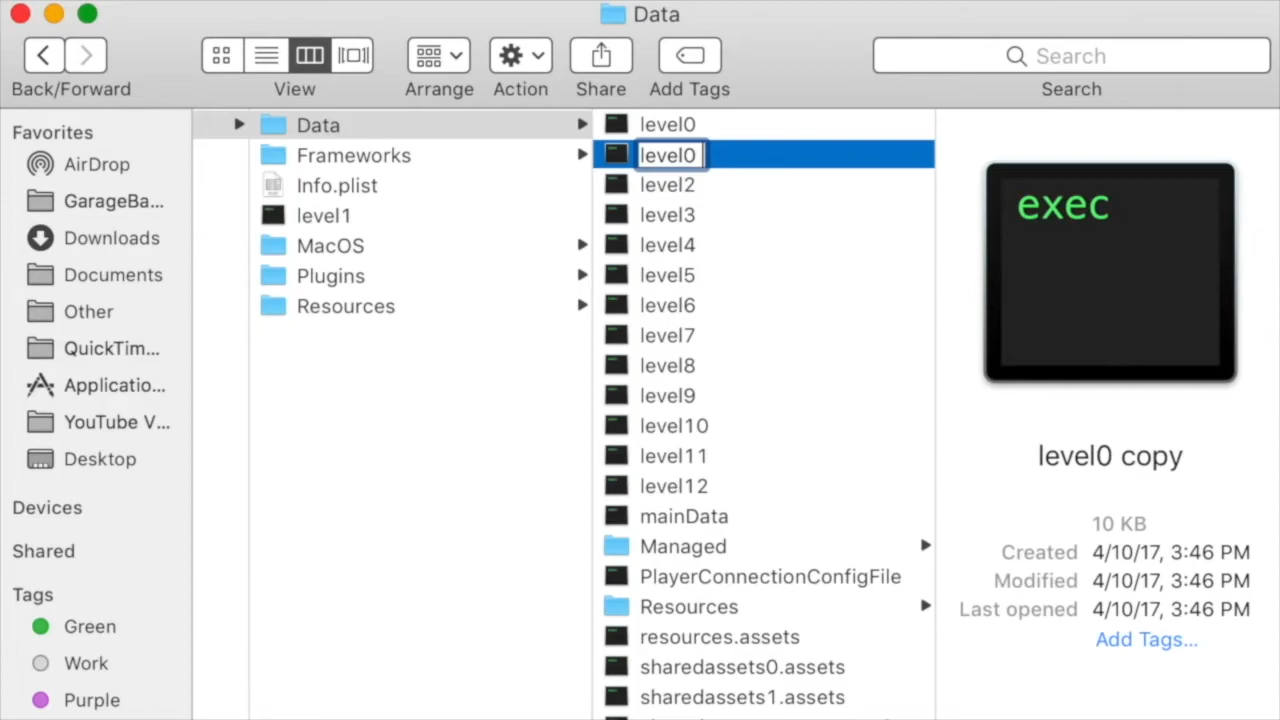 Data
Back/Forward
View
Arrange
Action
Share
Add Tags
Search
Search
Favorites
AirDrop
GarageBa...
Downloads
Documents
Other
QuickTim...
Applicatio...
YouTube V...
Desktop
Devices
Shared
Tags
Green
Work
Purple
Data
Frameworks
Info.plist
level1
MacOS
Plugins
Resources
level0
level0
level2
level3
level4
level5
level6
level7
level8
level9
level10
level11
level12
mainData
Managed
PlayerConnectionConfigFile
Resources
resources.assets
sharedassets0.assets
sharedassets1.assets
exec
level0 copy
10 KB
Created 4/10/17, 3:46 PM
Modified 4/10/17, 3:46 PM
Last opened 4/10/17, 3:46 PM
Add Tags...